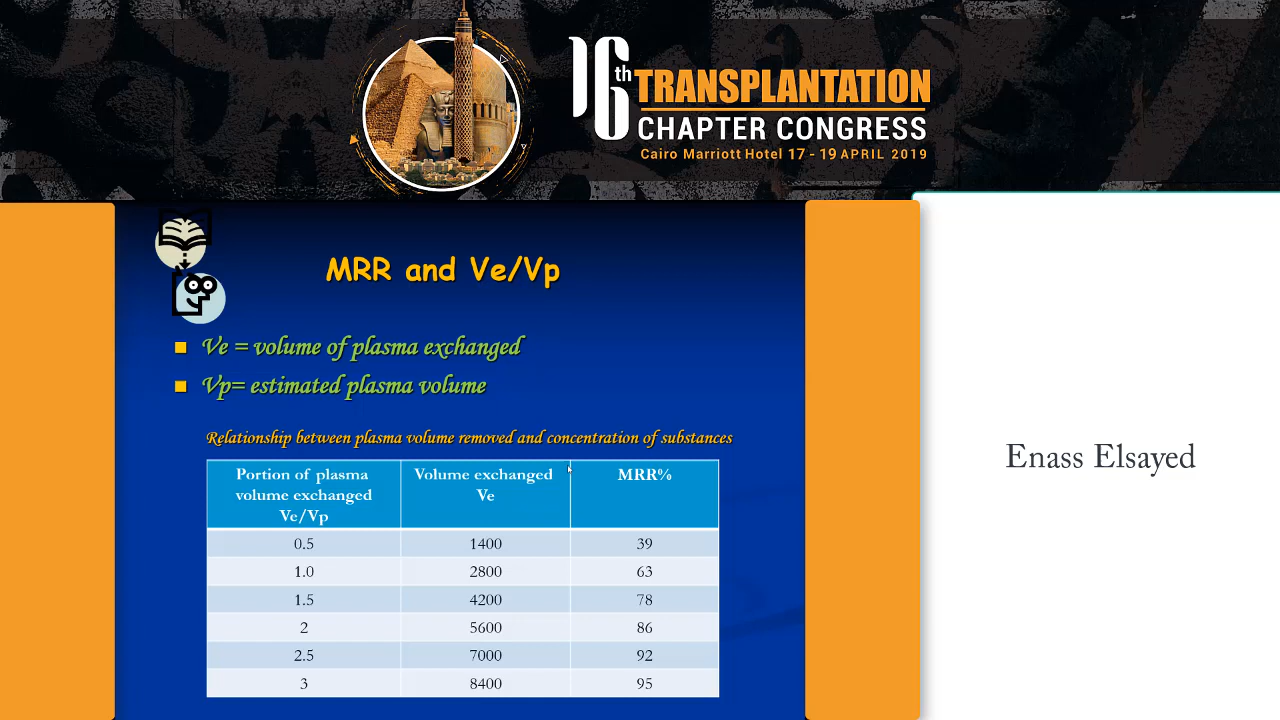 16th TRANSPLANTATION
CHAPTER CONGRESS
Cairo Marriott Hotel 17 - 19 APRIL 2019
MRR and Ve/Vp
Ve = volume of plasma exchanged
Vp= estimated plasma volume
Relationship between plasma volume removed and concentration of substances
Portion of plasma volume exchanged Ve/Vp Volume exchanged Ve MRR%
0.5 1400 39
1.0 2800 63
1.5 4200 78
2 5600 86
2.5 7000 92
3 8400 95
Enass Elsayed